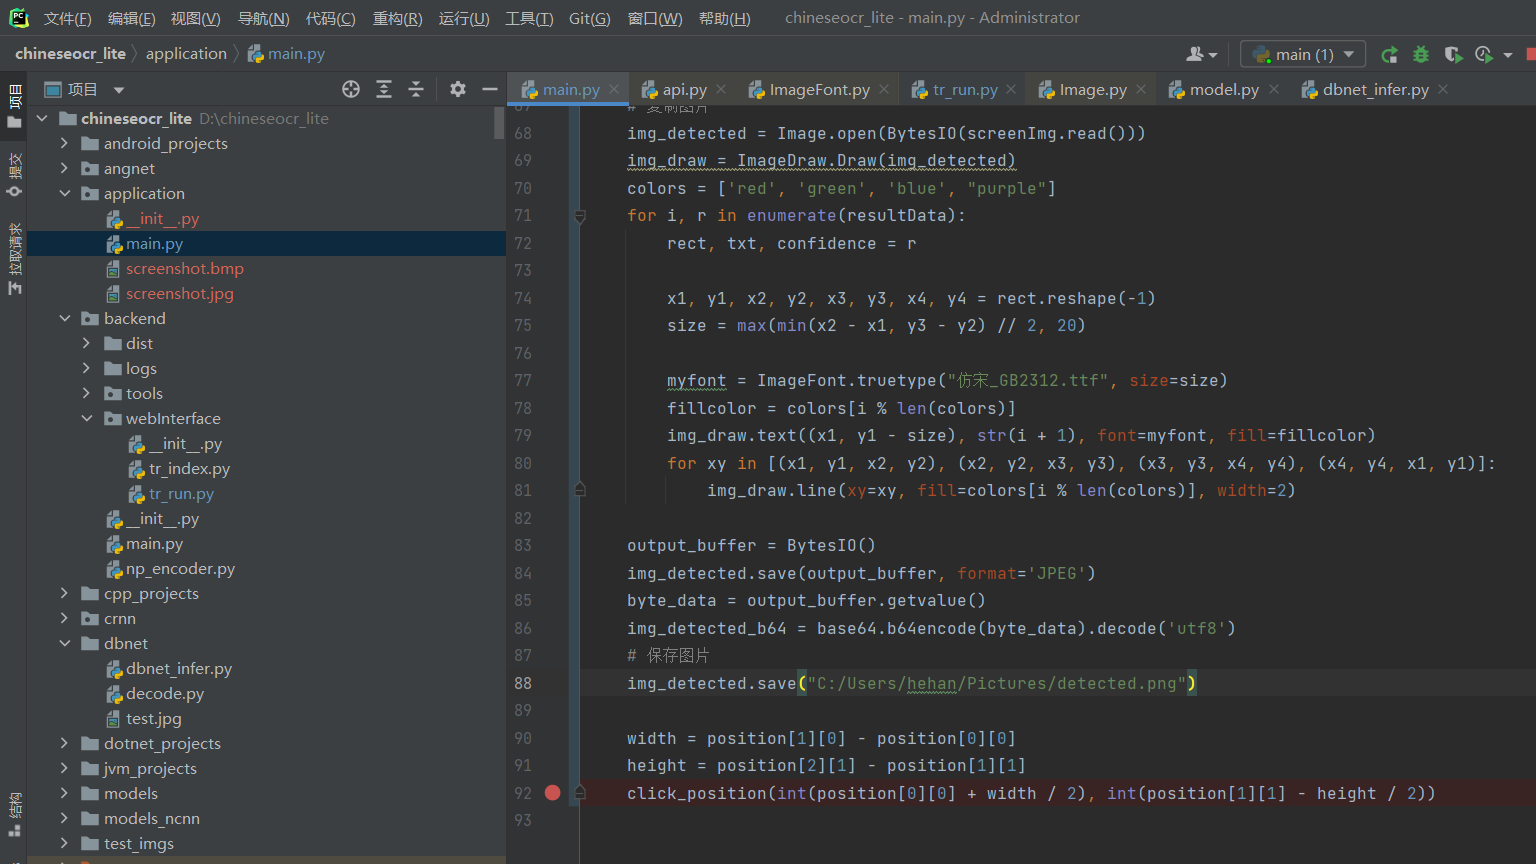 文件(F) 编辑(E) 视图(V) 导航(N) 代码(C) 重构(R) 运行(U) 工具(T) Git(G) 窗口(W) 帮助(H) chineseocr_lite - main.py - Administrator
chineseocr_lite application main.py main (1)
项目
提交
拉取请求
结构
项目
chineseocr_lite D:\chineseocr_lite
android_projects
angnet
application
__init__.py
main.py
screenshot.bmp
screenshot.jpg
backend
dist
logs
tools
webInterface
__init__.py
tr_index.py
tr_run.py
__init__.py
main.py
np_encoder.py
cpp_projects
crnn
dbnet
dbnet_infer.py
decode.py
test.jpg
dotnet_projects
jvm_projects
models
models_ncnn
test_imgs
main.py api.py ImageFont.py tr_run.py Image.py model.py dbnet_infer.py
67 # 复制图片
68 img_detected = Image.open(BytesIO(screenImg.read()))
69 img_draw = ImageDraw.Draw(img_detected)
70 colors = ['red', 'green', 'blue', "purple"]
71 for i, r in enumerate(resultData):
72 rect, txt, confidence = r
73
74 x1, y1, x2, y2, x3, y3, x4, y4 = rect.reshape(-1)
75 size = max(min(x2 - x1, y3 - y2) // 2, 20)
76
77 myfont = ImageFont.truetype("仿宋_GB2312.ttf", size=size)
78 fillcolor = colors[i % len(colors)]
79 img_draw.text((x1, y1 - size), str(i + 1), font=myfont, fill=fillcolor)
80 for xy in [(x1, y1, x2, y2), (x2, y2, x3, y3), (x3, y3, x4, y4), (x4, y4, x1, y1)]:
81 img_draw.line(xy=xy, fill=colors[i % len(colors)], width=2)
82
83 output_buffer = BytesIO()
84 img_detected.save(output_buffer, format='JPEG')
85 byte_data = output_buffer.getvalue()
86 img_detected_b64 = base64.b64encode(byte_data).decode('utf8')
87 # 保存图片
88 img_detected.save("C:/Users/hehan/Pictures/detected.png")
89
90 width = position[1][0] - position[0][0]
91 height = position[2][1] - position[1][1]
92 click_position(int(position[0][0] + width / 2), int(position[1][1] - height / 2))
93